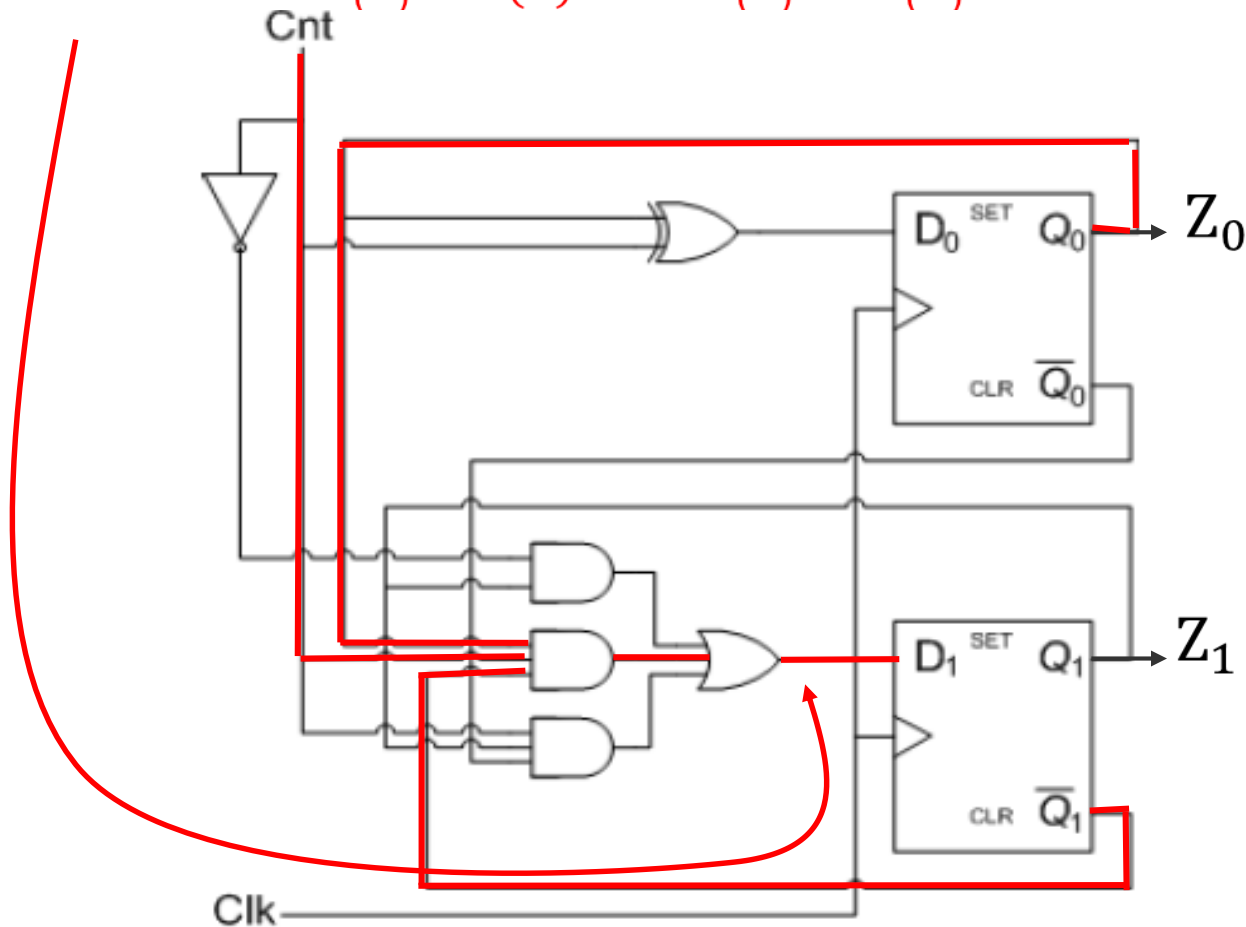 Cnt
SET
D₀ Q₀ Z₀
CLR Q̅₀
SET
D₁ Q₁ Z₁
CLR Q̅₁
Clk